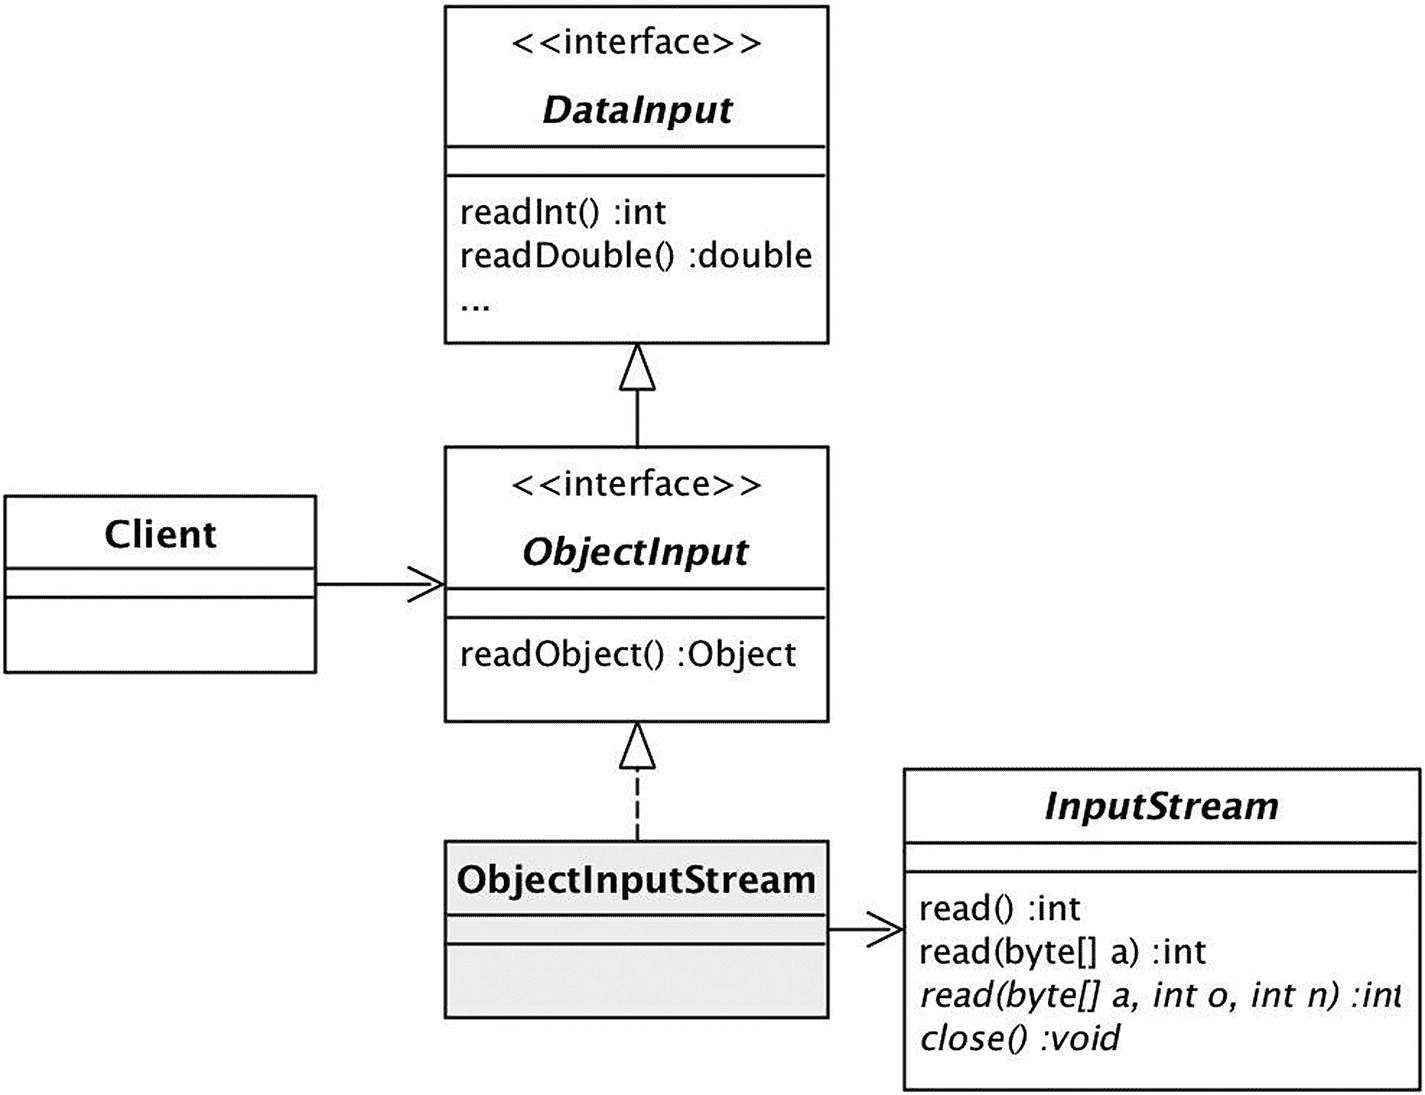 <<interface>>
DataInput
readInt() :int
readDouble() :double
...
<<interface>>
ObjectInput
readObject() :Object
Client
ObjectInputStream
InputStream
read() :int
read(byte[] a) :int
read(byte[] a, int o, int n) :int
close() :void